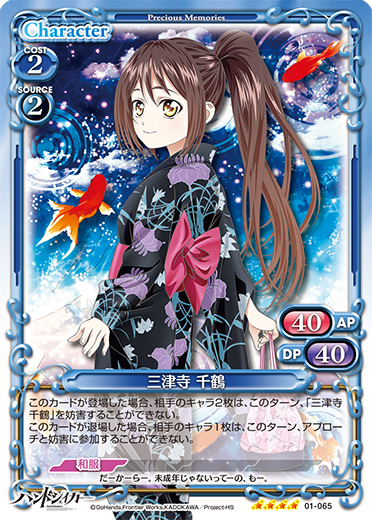 Precious Memories
Character
COST
2
SOURCE
2
40 AP
DP 40
三津寺 千鶴
このカードが登場した場合、相手のキャラ2枚は、このターン、「三津寺
千鶴」を妨害することができない。
このカードが退場した場合、相手のキャラ1枚は、このターン、アプロー
チと妨害に参加することができない。
和服
だーかーらー。未成年じゃないってーの、もー。
ハンドシェイカー
©GoHands,Frontier Works,KADOKAWA／Project-HS
★★★★ 01-065